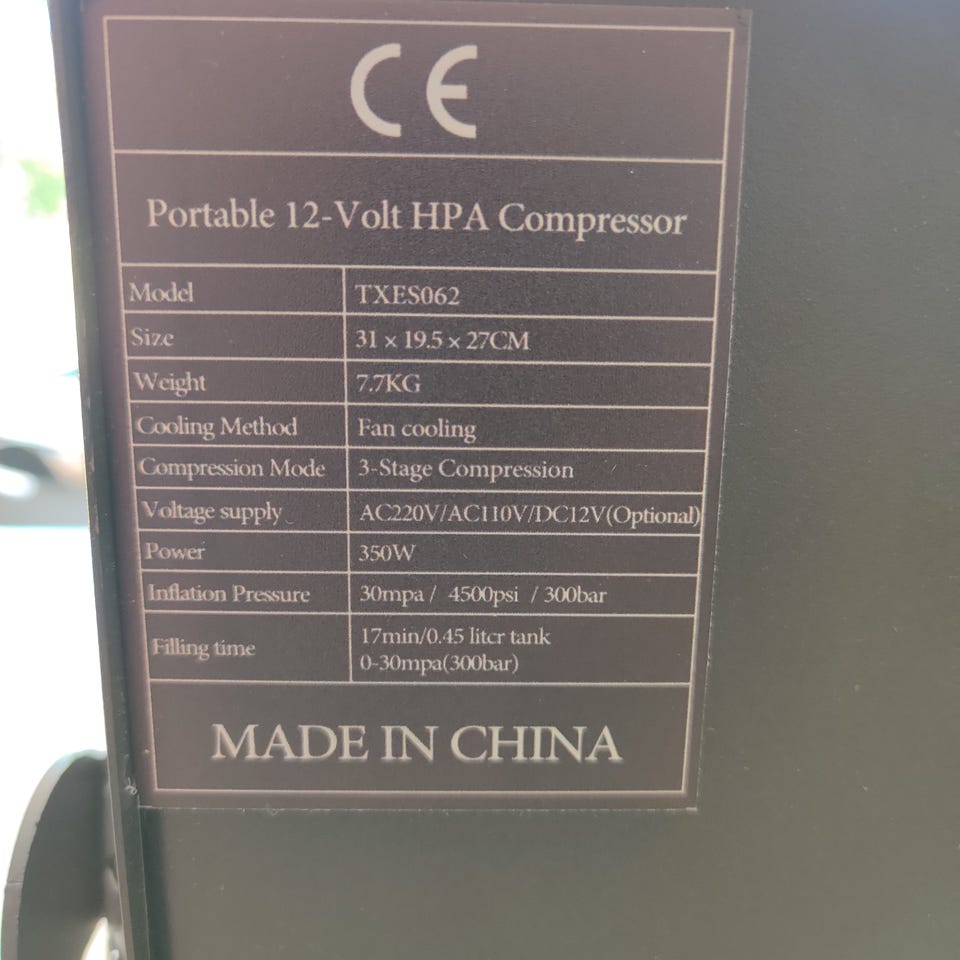 CE
Portable 12-Volt HPA Compressor
Model TXES062
Size 31 × 19.5 × 27CM
Weight 7.7KG
Cooling Method Fan cooling
Compression Mode 3-Stage Compression
Voltage supply AC220V/AC110V/DC12V(Optional)
Power 350W
Inflation Pressure 30mpa / 4500psi / 300bar
Filling time 17min/0.45 liter tank
0-30mpa(300bar)
MADE IN CHINA